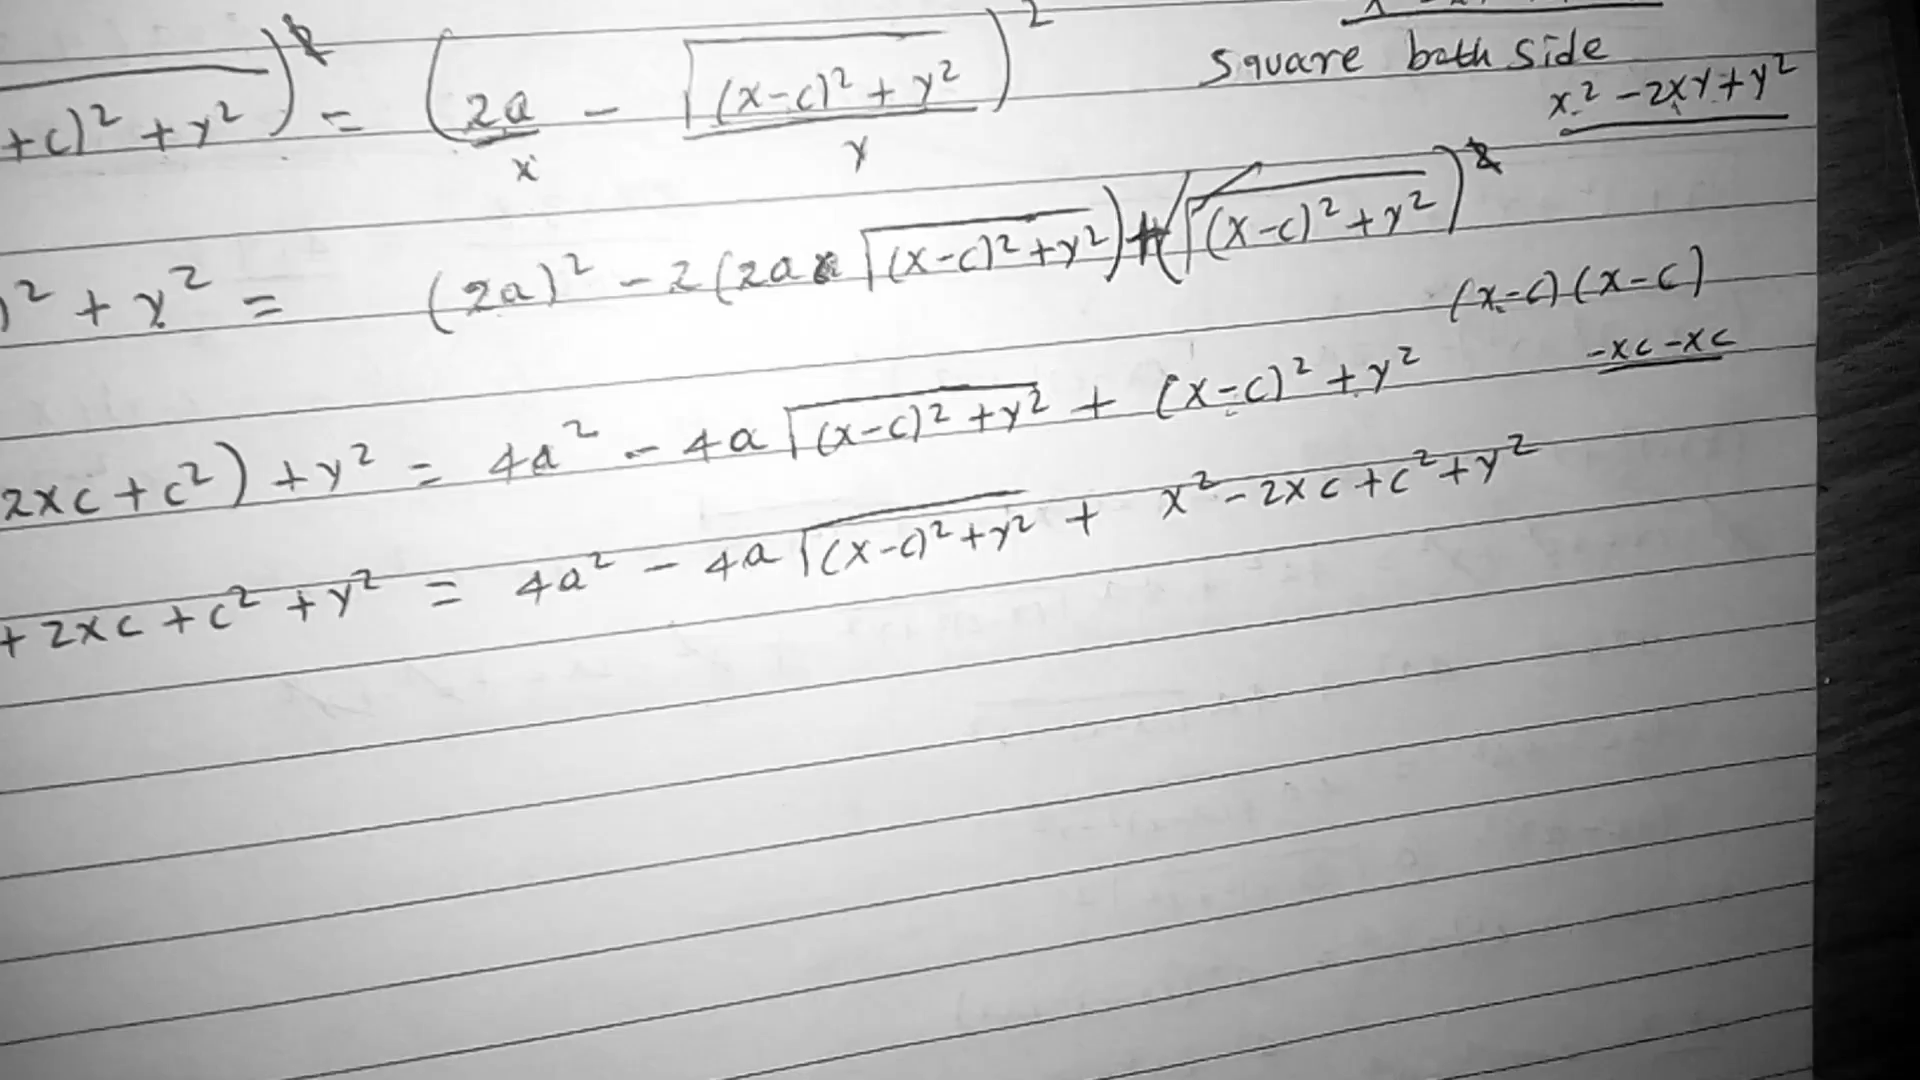 +c)² + y²)² = (2a - √(x-c)² + y²)²
x y
square both side
x² - 2xy + y²
)² + y² = (2a)² - 2(2a × √(x-c)² + y²) + (√(x-c)² + y²)²
(x-c)(x-c)
-xc -xc
2xc + c²) + y² = 4a² - 4a√(x-c)² + y² + (x-c)² + y²
+ 2xc + c² + y² = 4a² - 4a√(x-c)² + y² + x² - 2xc + c² + y²